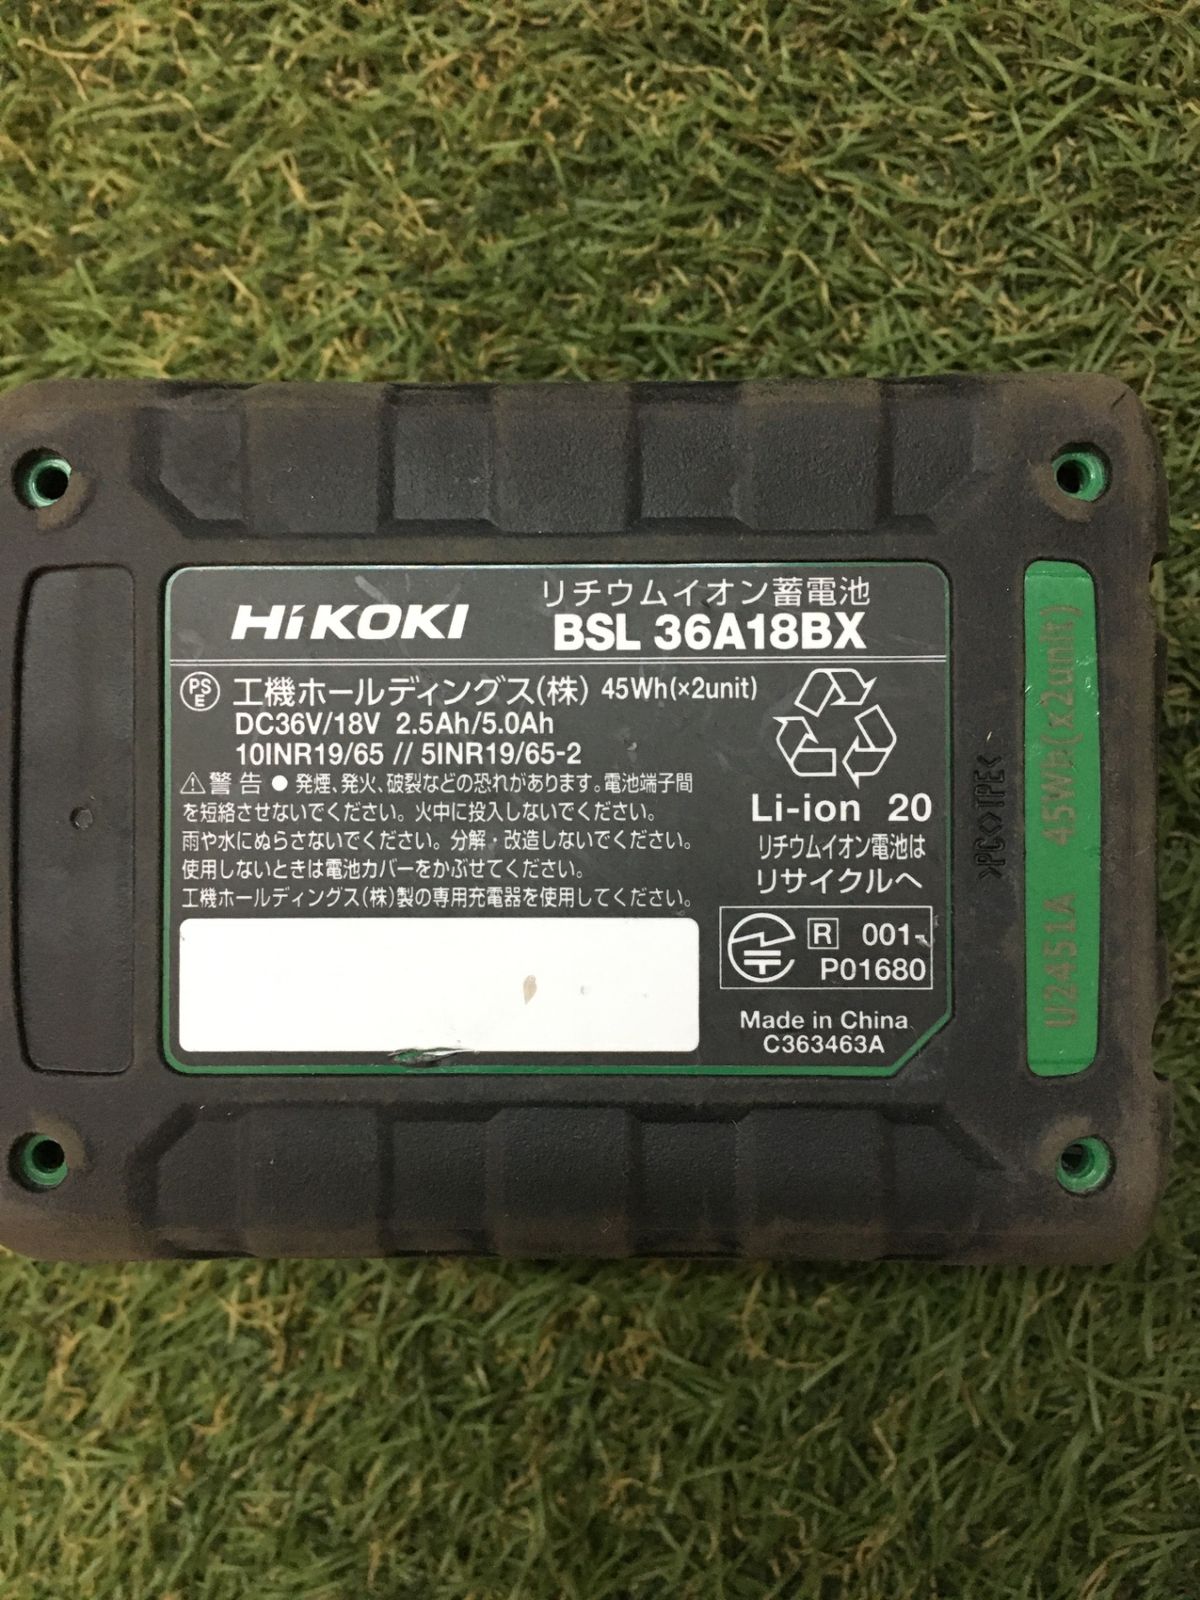 HiKOKI
リチウムイオン蓄電池
BSL 36A18BX
PSE 工機ホールディングス(株) 45Wh(×2unit)
DC36V/18V 2.5Ah/5.0Ah
10INR19/65 // 5INR19/65-2
⚠警告 ● 発煙、発火、破裂などの恐れがあります。電池端子間
を短絡させないでください。火中に投入しないでください。
雨や水にぬらさないでください。分解・改造しないでください。
使用しないときは電池カバーをかぶせてください。
工機ホールディングス(株)製の専用充電器を使用してください。
Li-ion 20
リチウムイオン電池は
リサイクルへ
R 001-
P01680
Made in China
C363463A
>PC<>TPE<
U2451A 45Wh(x2unit)